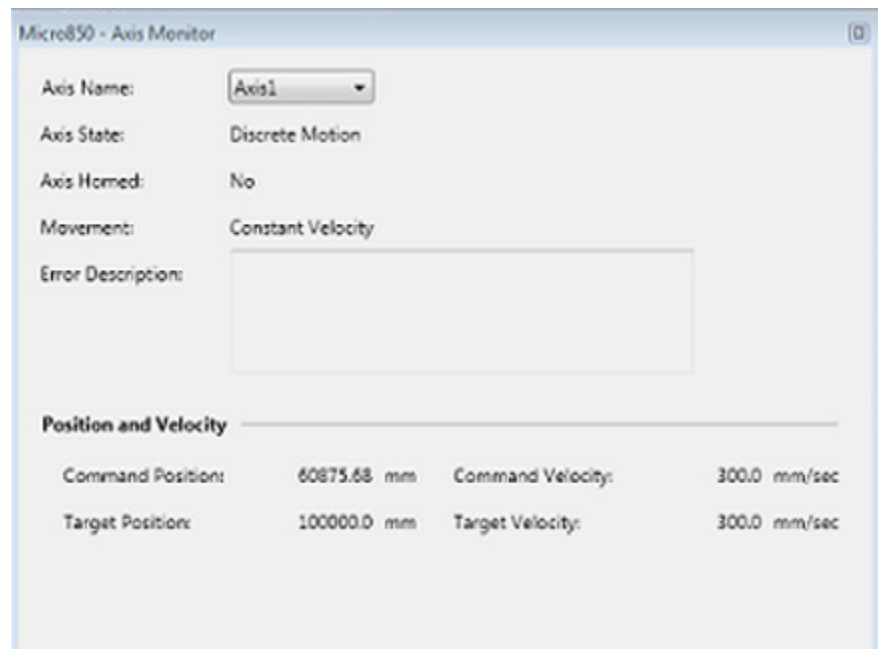 Micro850 - Axis Monitor
Axis Name: Axis1
Axis State: Discrete Motion
Axis Homed: No
Movement: Constant Velocity
Error Description:
Position and Velocity
Command Position: 60875.68 mm Command Velocity: 300.0 mm/sec
Target Position: 100000.0 mm Target Velocity: 300.0 mm/sec